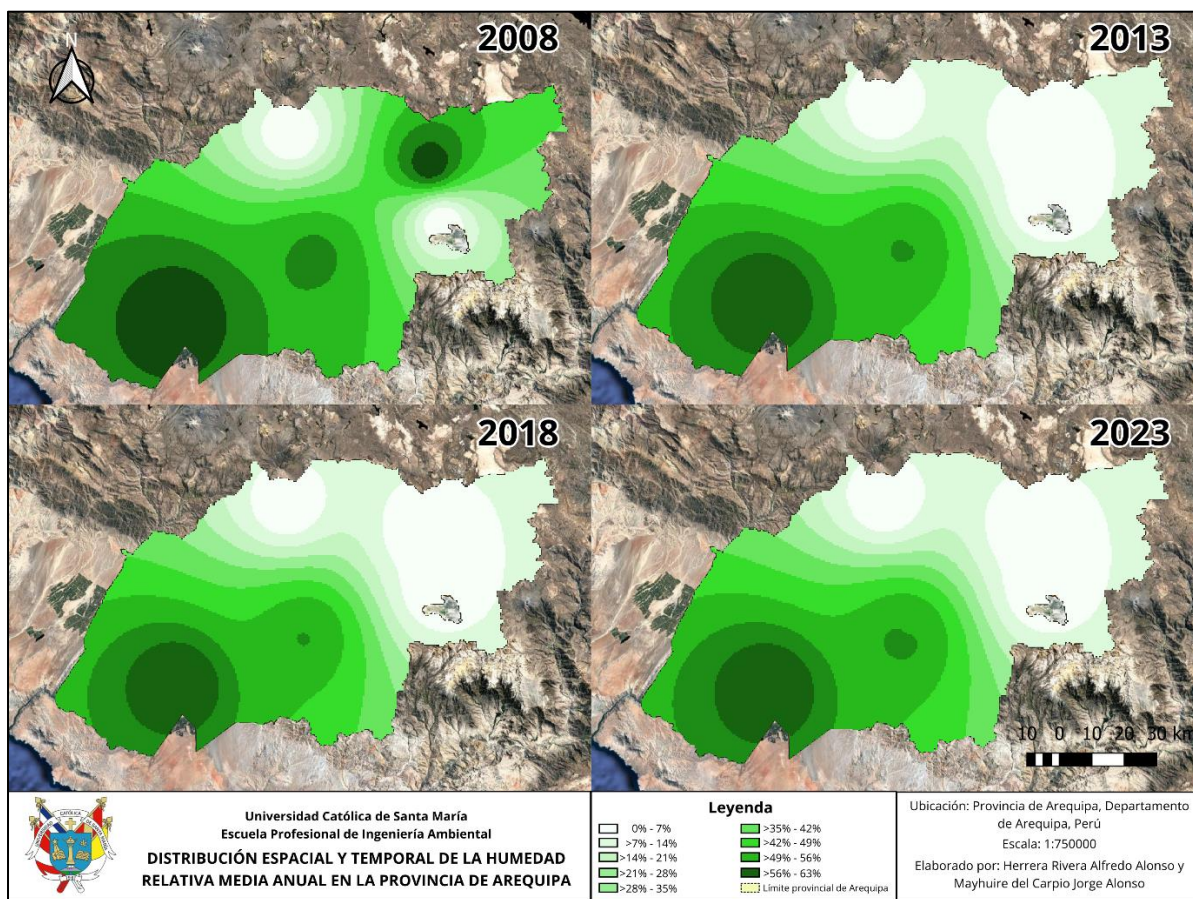 N
2008
2013
2018
2023
10 0 10 20 30 km
Universidad Católica de Santa María
Escuela Profesional de Ingeniería Ambiental
DISTRIBUCIÓN ESPACIAL Y TEMPORAL DE LA HUMEDAD
RELATIVA MEDIA ANUAL EN LA PROVINCIA DE AREQUIPA
Leyenda
0% - 7%
>7% - 14%
>14% - 21%
>21% - 28%
>28% - 35%
>35% - 42%
>42% - 49%
>49% - 56%
>56% - 63%
Límite provincial de Arequipa
Ubicación: Provincia de Arequipa, Departamento
de Arequipa, Perú
Escala: 1:750000
Elaborado por: Herrera Rivera Alfredo Alonso y
Mayhuire del Carpio Jorge Alonso